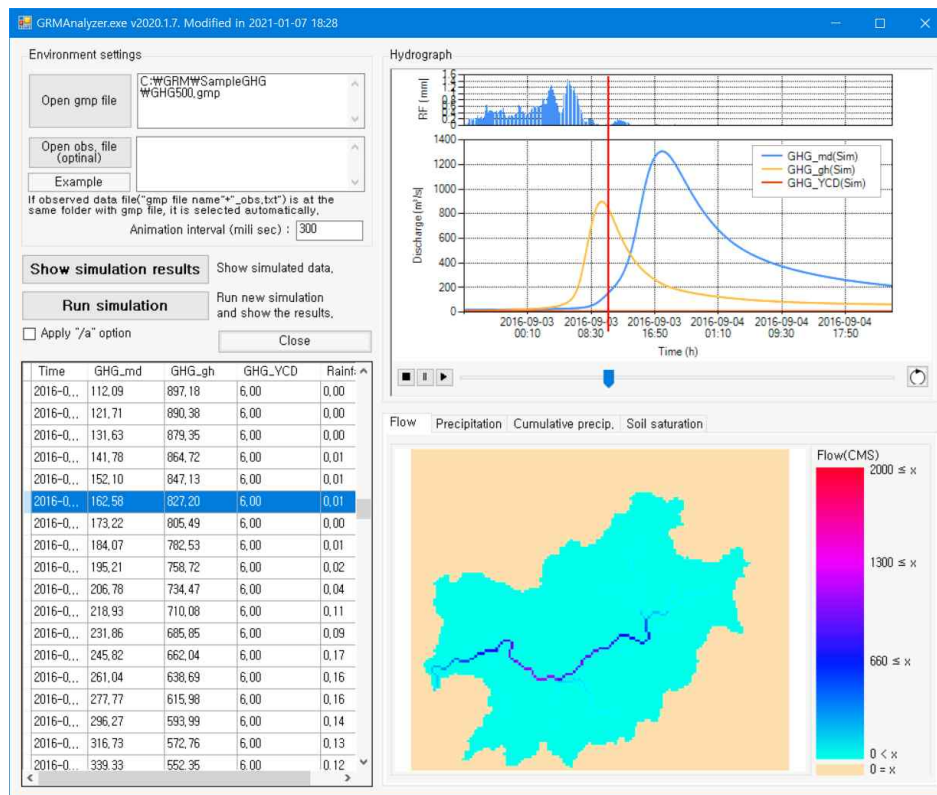 GRMAnalyzer.exe v2020.1.7. Modified in 2021-01-07 18:28
Environment settings
Open gmp file
C:₩GRM₩SampleGHG
₩GHG500.gmp
Open obs. file
(optinal)
Example
If observed data file("gmp file name"+"_obs.txt") is at the
same folder with gmp file, it is selected automatically.
Animation interval (mili sec) : 300
Show simulation results
Show simulated data.
Run simulation
Run new simulation
and show the results.
Apply "/a" option
Close
Time GHG_md GHG_gh GHG_YCD Rainf
2016-0... 112.09 897.18 6.00 0.00
2016-0... 121.71 890.38 6.00 0.00
2016-0... 131.63 879.35 6.00 0.00
2016-0... 141.78 864.72 6.00 0.01
2016-0... 152.10 847.13 6.00 0.01
2016-0... 162.58 827.20 6.00 0.01
2016-0... 173.22 805.49 6.00 0.00
2016-0... 184.07 782.53 6.00 0.01
2016-0... 195.21 758.72 6.00 0.02
2016-0... 206.78 734.47 6.00 0.04
2016-0... 218.93 710.08 6.00 0.11
2016-0... 231.86 685.85 6.00 0.09
2016-0... 245.82 662.04 6.00 0.17
2016-0... 261.04 638.69 6.00 0.16
2016-0... 277.77 615.98 6.00 0.16
2016-0... 296.27 593.99 6.00 0.14
2016-0... 316.73 572.76 6.00 0.13
2016-0... 339.33 552.35 6.00 0.12
Hydrograph
RF [mm]
1.6
0
Discharge [m³/s]
1400
1200
1000
800
600
400
200
0
GHG_md(Sim)
GHG_gh(Sim)
GHG_YCD(Sim)
2016-09-03 2016-09-03 2016-09-03 2016-09-04 2016-09-04 2016-09-04
00:10 08:30 16:50 01:10 09:30 17:50
Time (h)
Flow Precipitation Cumulative precip. Soil saturation
Flow(CMS)
2000 ≤ x
1300 ≤ x
660 ≤ x
0 < x
0 = x